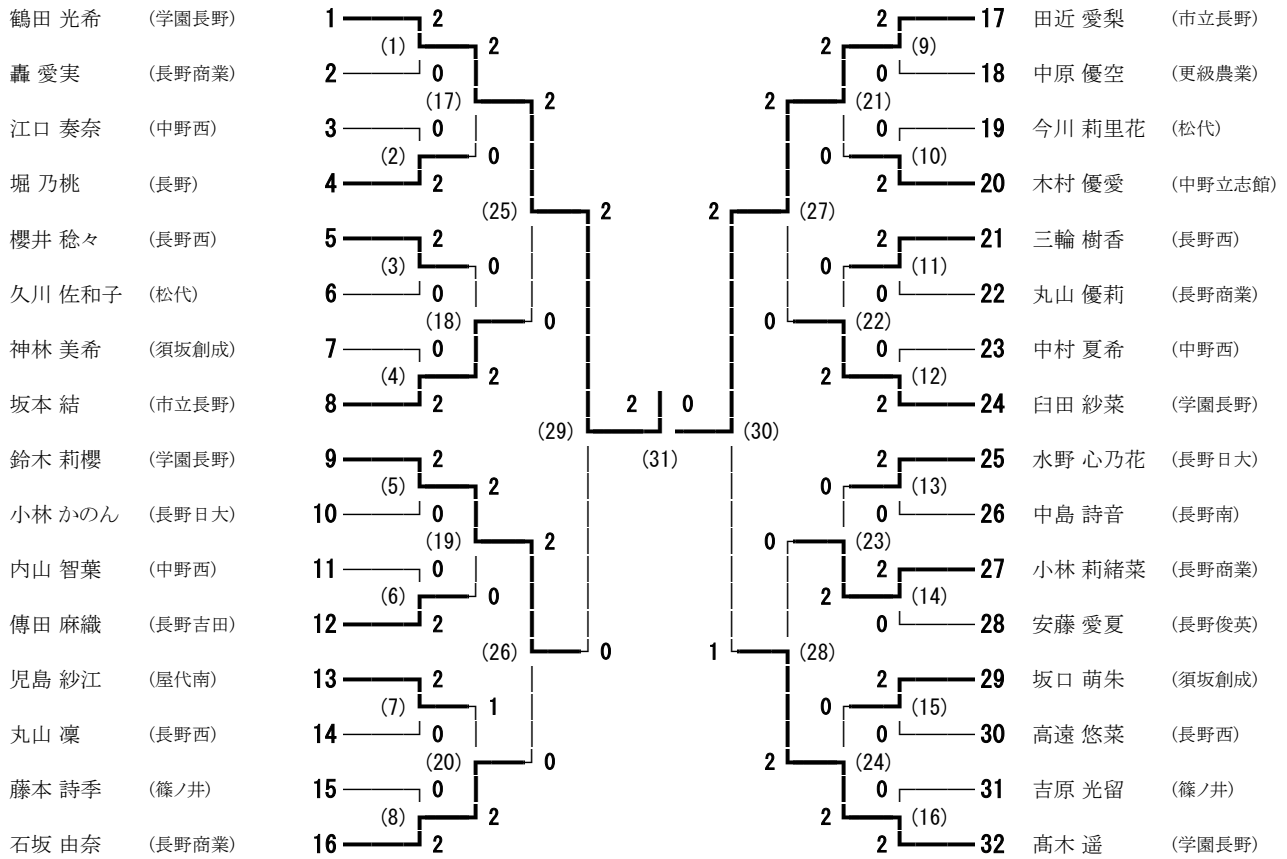 鶴田 光希 (学園長野) 1 2 2 17 田近 愛梨 (市立長野)
(1) 2 2 (9)
轟 愛実 (長野商業) 2 0 0 18 中原 優空 (更級農業)
(17) 2 2 (21)
江口 奏奈 (中野西) 3 0 0 19 今川 莉里花 (松代)
(2) 0 0 (10)
堀 乃桃 (長野) 4 2 2 20 木村 優愛 (中野立志館)
(25) 2 2 (27)
櫻井 稔々 (長野西) 5 2 2 21 三輪 樹香 (長野西)
(3) 0 0 (11)
久川 佐和子 (松代) 6 0 0 22 丸山 優莉 (長野商業)
(18) 0 0 (22)
神林 美希 (須坂創成) 7 0 0 23 中村 夏希 (中野西)
(4) 2 2 (12)
坂本 結 (市立長野) 8 2 2 0 2 24 臼田 紗菜 (学園長野)
(29) (30)
鈴木 莉櫻 (学園長野) 9 2 (31) 2 25 水野 心乃花 (長野日大)
(5) 2 0 (13)
小林 かのん (長野日大) 10 0 0 26 中島 詩音 (長野南)
(19) 2 0 (23)
内山 智葉 (中野西) 11 0 2 27 小林 莉緒菜 (長野商業)
(6) 0 2 (14)
傳田 麻織 (長野吉田) 12 2 0 28 安藤 愛夏 (長野俊英)
(26) 0 1 (28)
児島 紗江 (屋代南) 13 2 2 29 坂口 萌朱 (須坂創成)
(7) 1 0 (15)
丸山 凜 (長野西) 14 0 0 30 高遠 悠菜 (長野西)
(20) 0 2 (24)
藤本 詩季 (篠ノ井) 15 0 0 31 吉原 光留 (篠ノ井)
(8) 2 2 (16)
石坂 由奈 (長野商業) 16 2 2 32 髙木 遥 (学園長野)